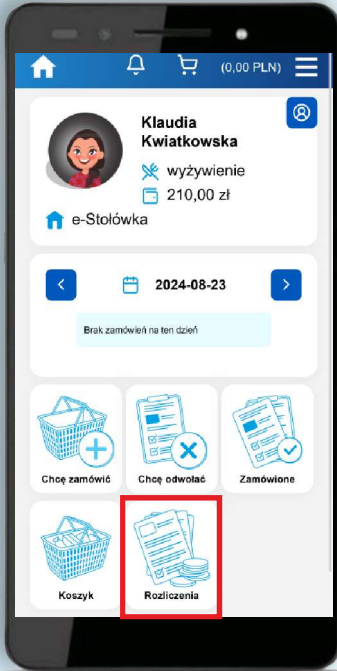 (0,00 PLN)
Klaudia
Kwiatkowska
wyżywienie
210,00 zł
e-Stołówka
2024-08-23
Brak zamówień na ten dzień
Chcę zamówić
Chcę odwołać
Zamówione
Koszyk
Rozliczenia